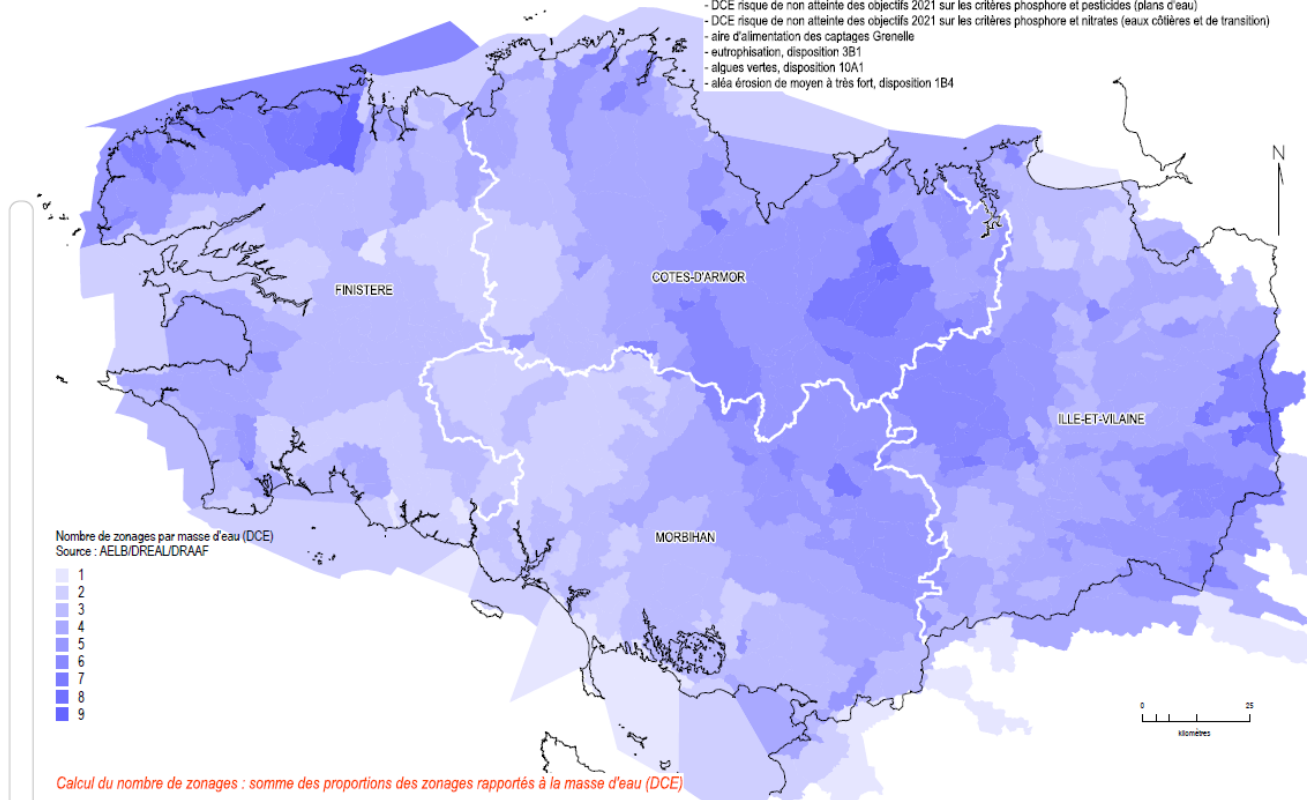 - DCE risque de non atteinte des objectifs 2021 sur les critères phosphore et pesticides (plans d'eau)
- DCE risque de non atteinte des objectifs 2021 sur les critères phosphore et nitrates (eaux côtières et de transition)
- aire d'alimentation des captages Grenelle
- eutrophisation, disposition 3B1
- algues vertes, disposition 10A1
- aléa érosion de moyen à très fort, disposition 1B4
N
COTES-D'ARMOR
FINISTERE
ILLE-ET-VILAINE
MORBIHAN
Nombre de zonages par masse d'eau (DCE)
Source : AELB/DREAL/DRAAF
1
2
3
4
5
6
7
8
9
0 25
kilomètres
Calcul du nombre de zonages : somme des proportions des zonages rapportés à la masse d'eau (DCE)